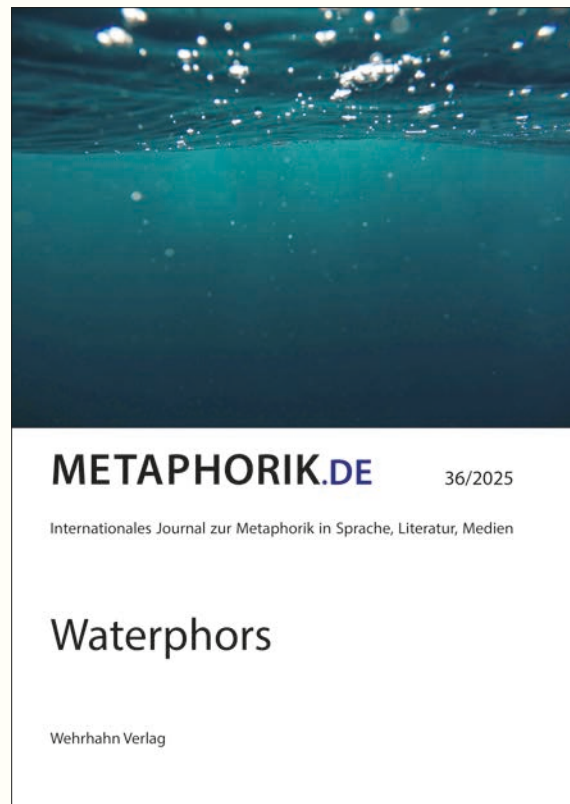 METAPHORIK.DE 36/2025
Internationales Journal zur Metaphorik in Sprache, Literatur, Medien
Waterphors
Wehrhahn Verlag